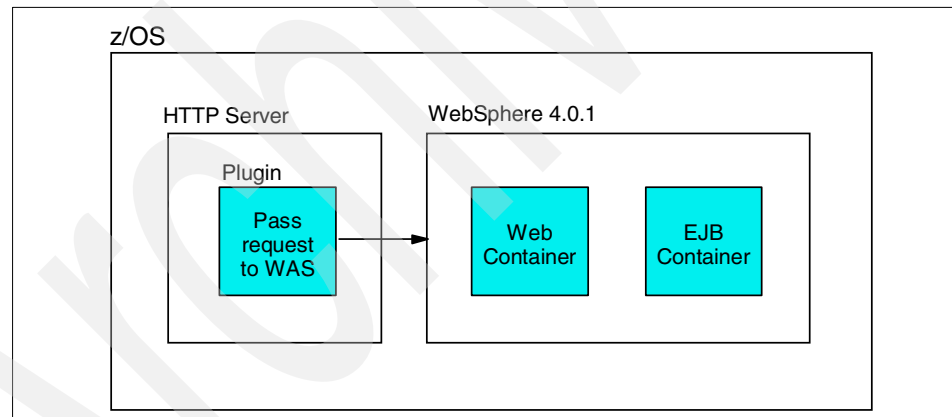 z/OS
HTTP Server
WebSphere 4.0.1
Plugin
Pass
request
to WAS
Web
Container
EJB
Container